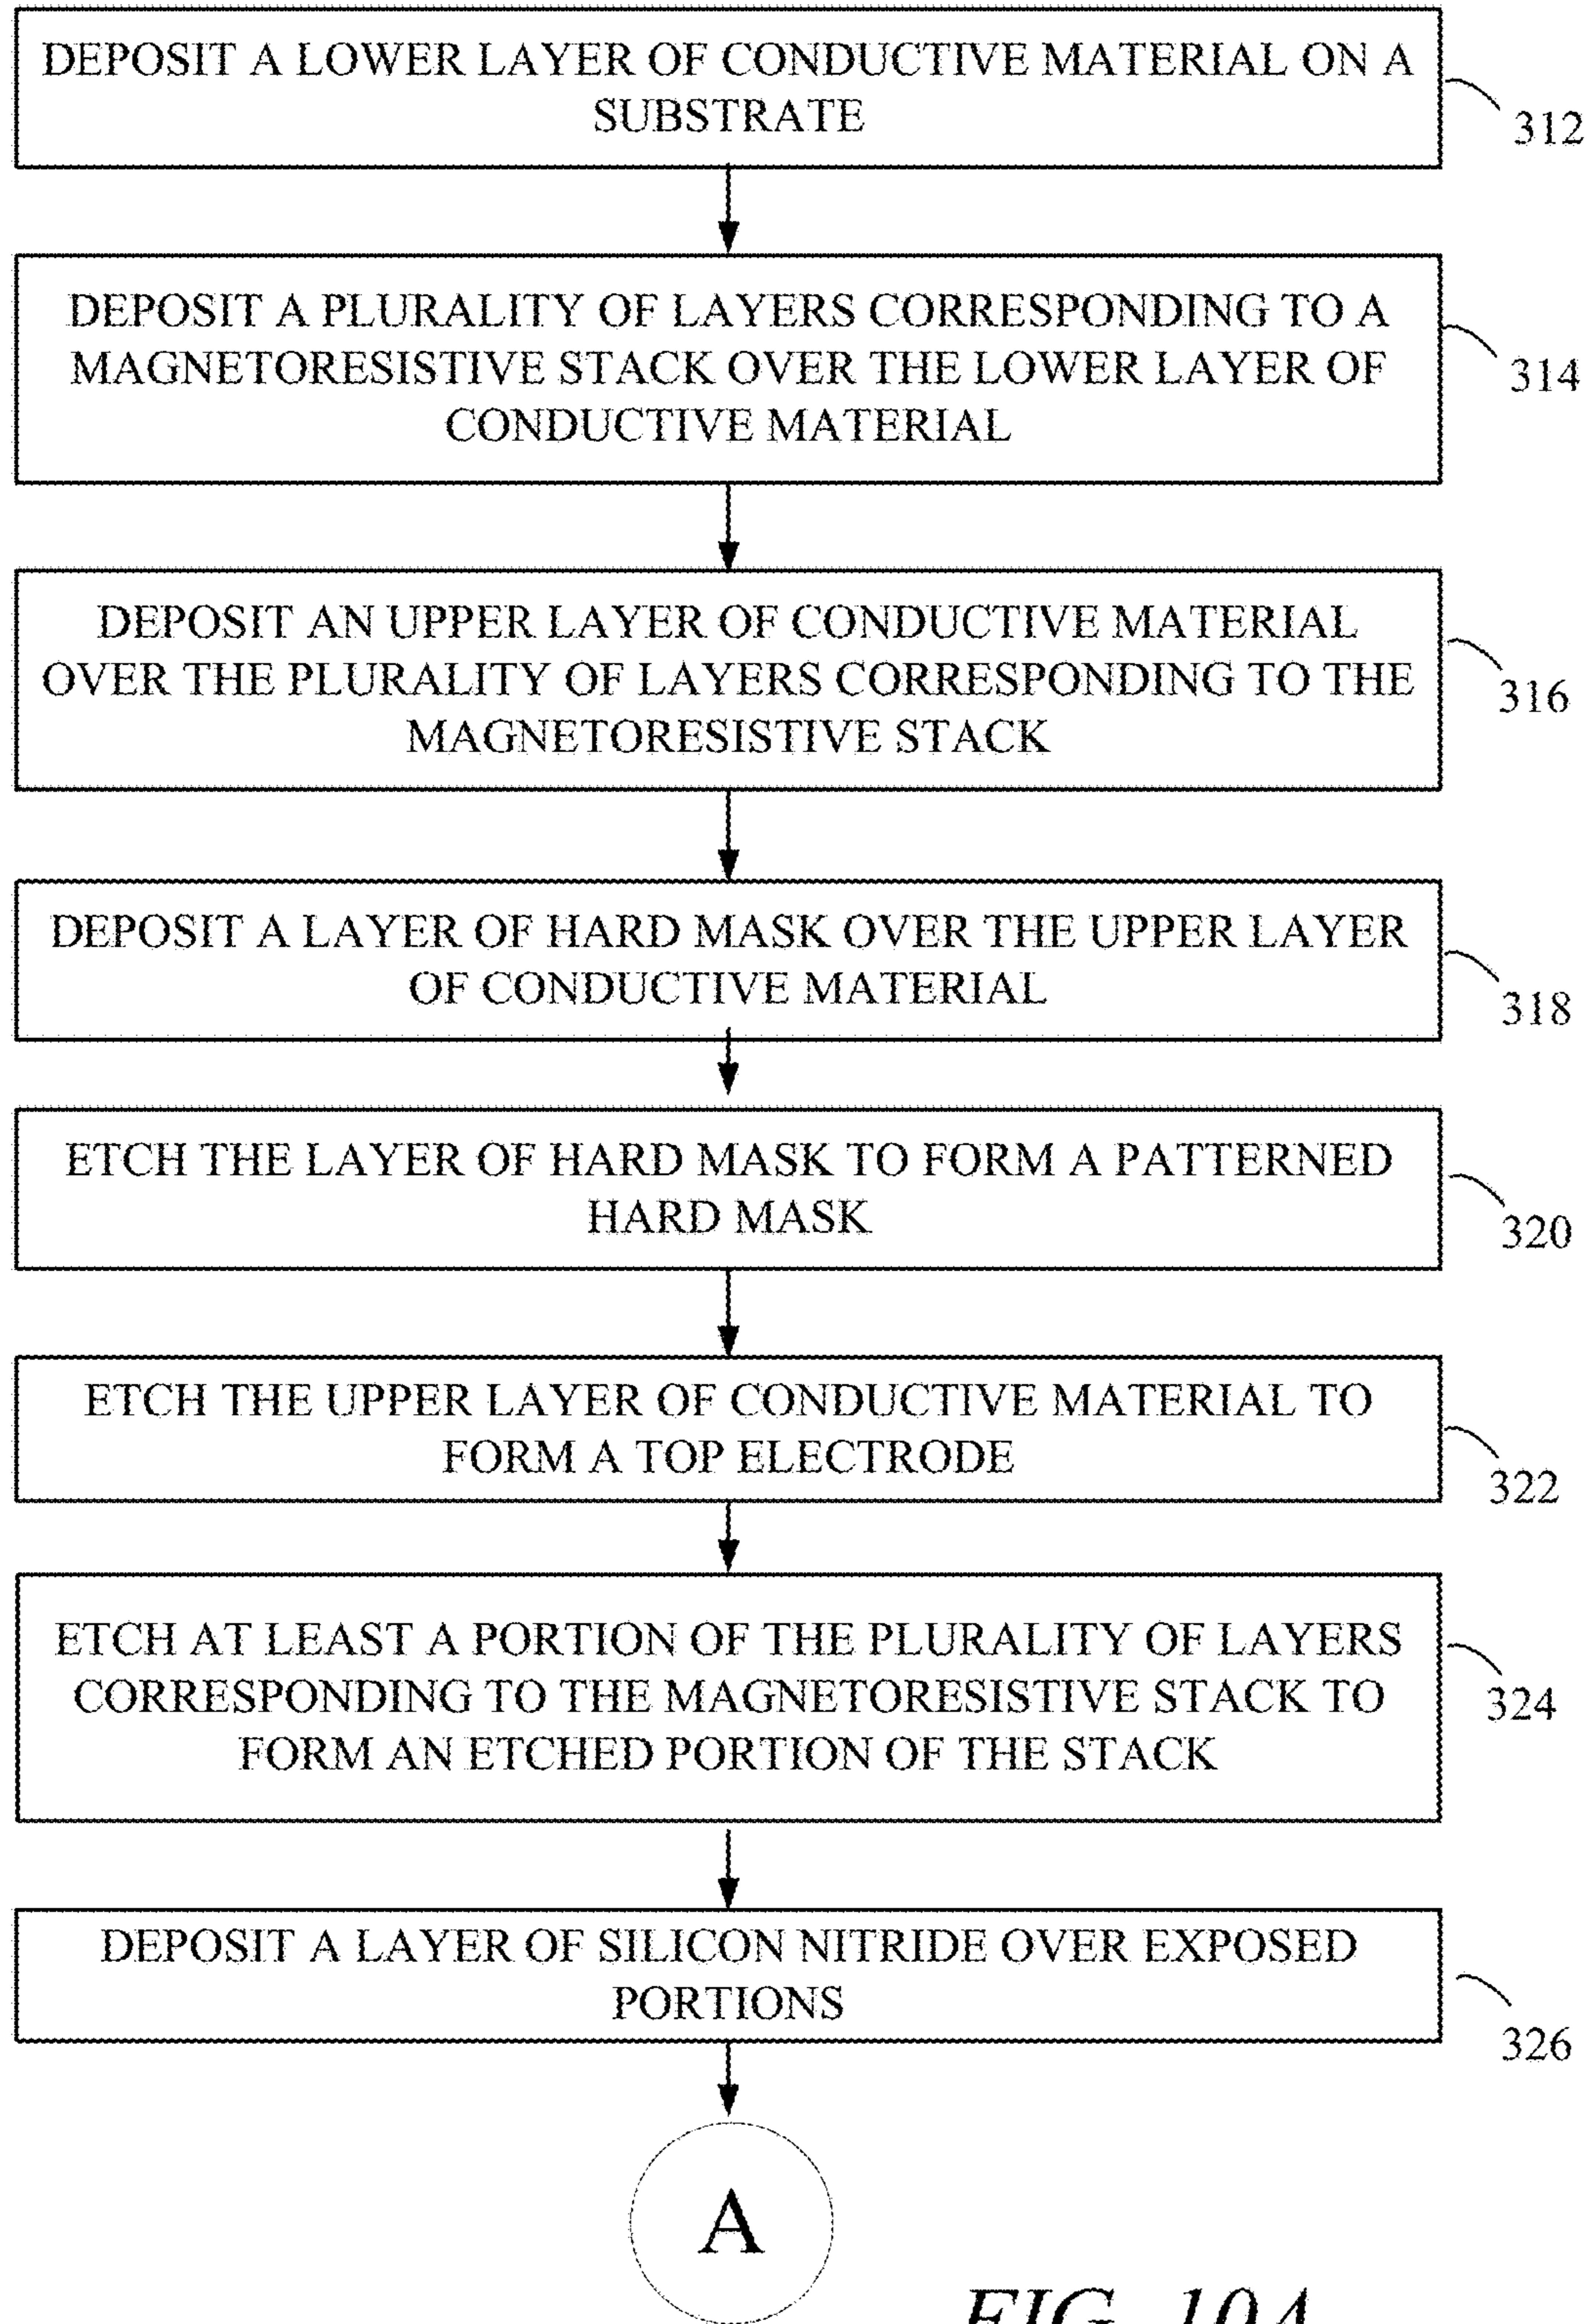 DEPOSIT A LOWER LAYER OF CONDUCTIVE MATERIAL ON A
SUBSTRATE
312
DEPOSIT A PLURALITY OF LAYERS CORRESPONDING TO A
MAGNETORESISTIVE STACK OVER THE LOWER LAYER OF
CONDUCTIVE MATERIAL
314
DEPOSIT AN UPPER LAYER OF CONDUCTIVE MATERIAL
OVER THE PLURALITY OF LAYERS CORRESPONDING TO THE
MAGNETORESISTIVE STACK
316
DEPOSIT A LAYER OF HARD MASK OVER THE UPPER LAYER
OF CONDUCTIVE MATERIAL
318
ETCH THE LAYER OF HARD MASK TO FORM A PATTERNED
HARD MASK
320
ETCH THE UPPER LAYER OF CONDUCTIVE MATERIAL TO
FORM A TOP ELECTRODE
322
ETCH AT LEAST A PORTION OF THE PLURALITY OF LAYERS
CORRESPONDING TO THE MAGNETORESISTIVE STACK TO
FORM AN ETCHED PORTION OF THE STACK
324
DEPOSIT A LAYER OF SILICON NITRIDE OVER EXPOSED
PORTIONS
326
A
FIG. 10A